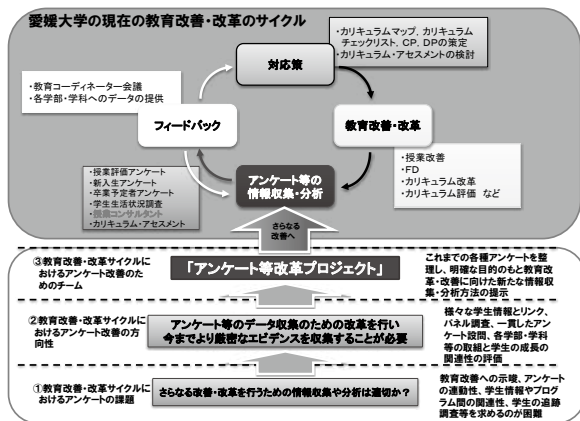 愛媛大学の現在の教育改善・改革のサイクル
・カリキュラムマップ, カリキュラム
チェックリスト, CP, DPの策定
・カリキュラム・アセスメントの検討
対応策
・教育コーディネーター会議
・各学部・学科へのデータの提供
フィードバック
教育改善・改革
アンケート等の
情報収集・分析
・授業評価アンケート
・新入生アンケート
・卒業予定者アンケート
・学生生活状況調査
・授業コンサルタント
・カリキュラム・アセスメント
・授業改善
・FD
・カリキュラム改革
・カリキュラム評価 など
さらなる
改善へ
③教育改善・改革サイクルに
おけるアンケート改善のた
めのチーム
「アンケート等改革プロジェクト」
これまでの各種アンケートを整
理し、明確な目的のもと教育改
革・改善に向けた新たな情報収
集・分析方法の提示
②教育改善・改革サイクルに
おけるアンケート改善の方
向性
アンケート等のデータ収集のための改革を行い
今までより厳密なエビデンスを収集することが必要
様々な学生情報とリンク、
パネル調査、一貫したアン
ケート設問、各学部・学科
等の取組と学生の成長の
関連性の評価
①教育改善・改革サイクルに
おけるアンケートの課題
さらなる改善・改革を行うための情報収集や分析は適切か？
教育改善への示唆、アンケート
の連動性、学生情報やプログ
ラム間の関連性、学生の追跡
調査等を求めるのが困難